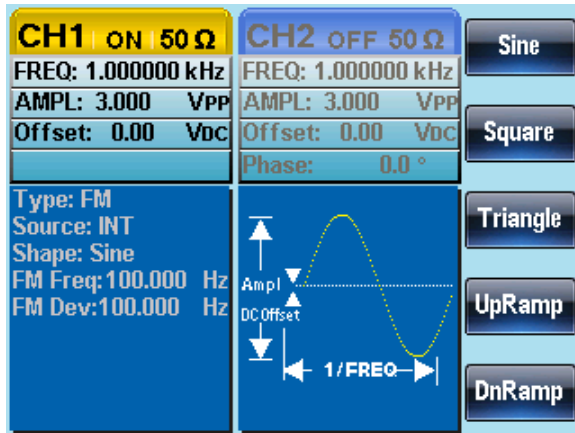 CH1 ON 50 Ω
FREQ: 1.000000 kHz
AMPL: 3.000 VPP
Offset: 0.00 VDC
CH2 OFF 50 Ω
FREQ: 1.000000 kHz
AMPL: 3.000 VPP
Offset: 0.00 VDC
Phase: 0.0 °
Type: FM
Source: INT
Shape: Sine
FM Freq:100.000 Hz
FM Dev:100.000 Hz
Ampl
DC Offset
1/FREQ
Sine
Square
Triangle
UpRamp
DnRamp